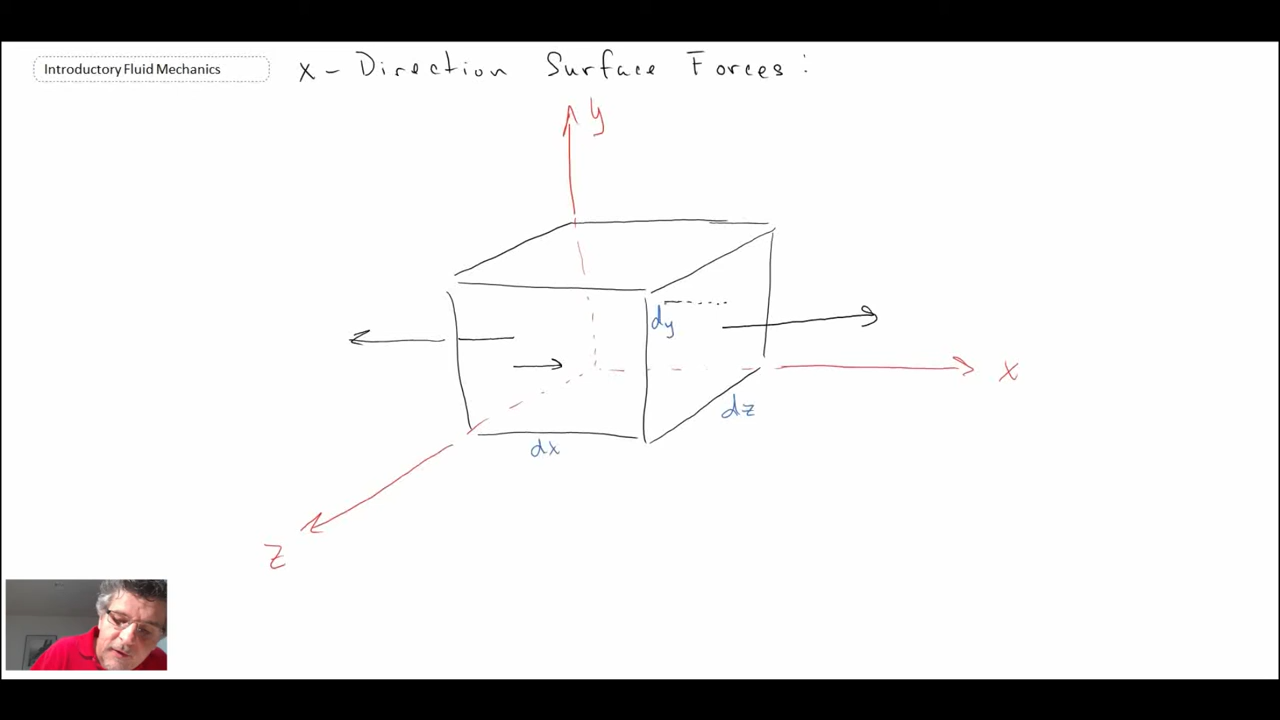 Introductory Fluid Mechanics
x - Direction Surface Forces :
y
dy
x
dz
dx
z